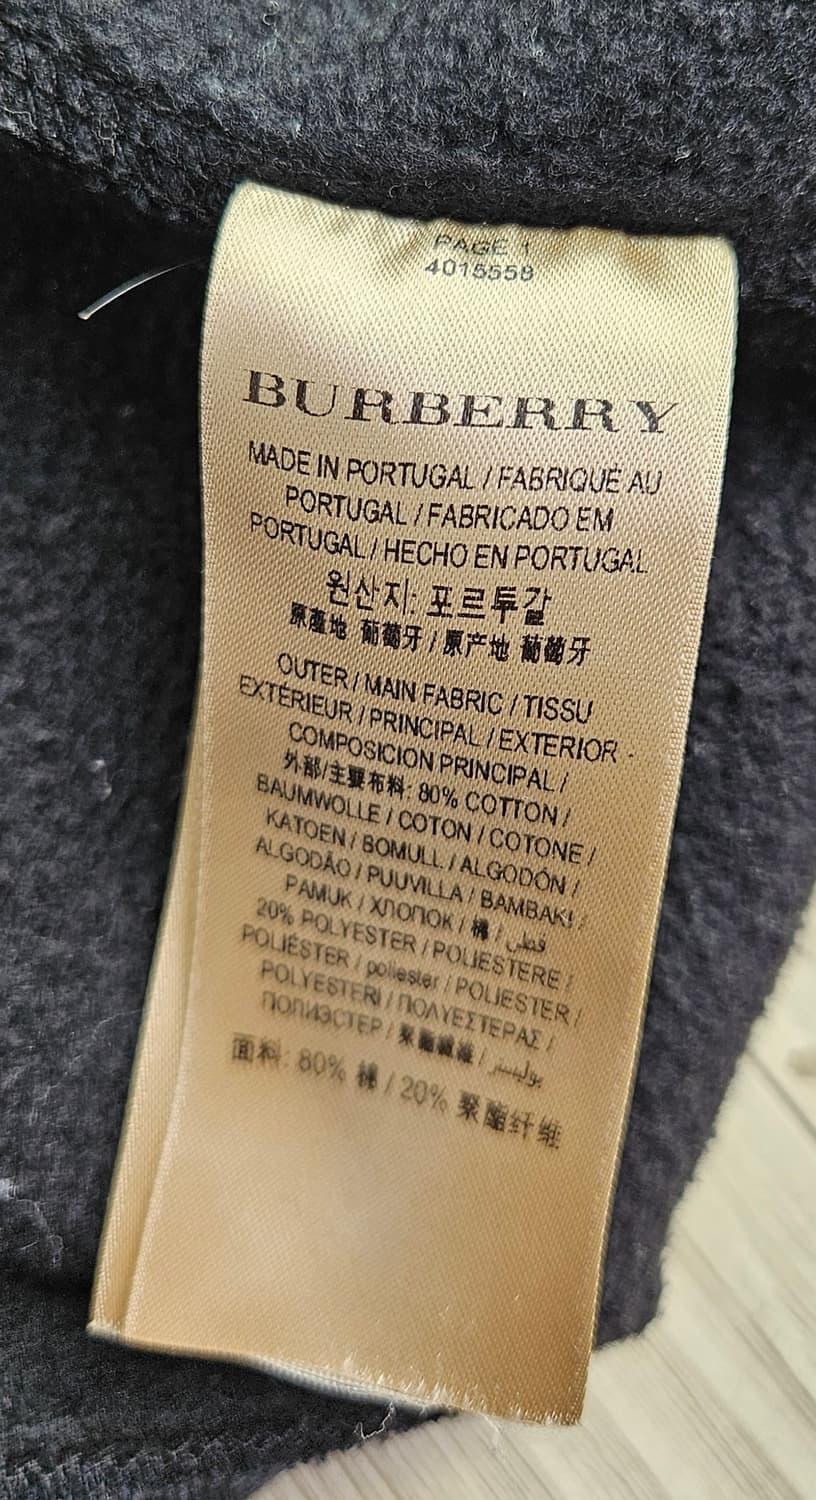 PAGE 1
4015558
BURBERRY
MADE IN PORTUGAL / FABRIQUÉ AU
PORTUGAL / FABRICADO EM
PORTUGAL / HECHO EN PORTUGAL
원산지: 포르투갈
原產地 葡萄牙 / 原产地 葡萄牙
OUTER / MAIN FABRIC / TISSU
EXTÉRIEUR / PRINCIPAL / EXTERIOR -
COMPOSICION PRINCIPAL /
外部/主要布料: 80% COTTON /
BAUMWOLLE / COTON / COTONE /
KATOEN / BOMULL / ALGODÓN /
ALGODÃO / PUUVILLA / BAMBAKI /
PAMUK / ХЛОПОК / 棉 / قطن
20% POLYESTER / POLIESTERE /
POLIÉSTER / poliester / POLIESTER /
POLYESTERI / ΠΟΛΥΕΣΤΕΡΑΣ /
ПОЛИЭСТЕР / 聚酯纖維 / بوليستر
面料: 80% 棉 / 20% 聚酯纤维